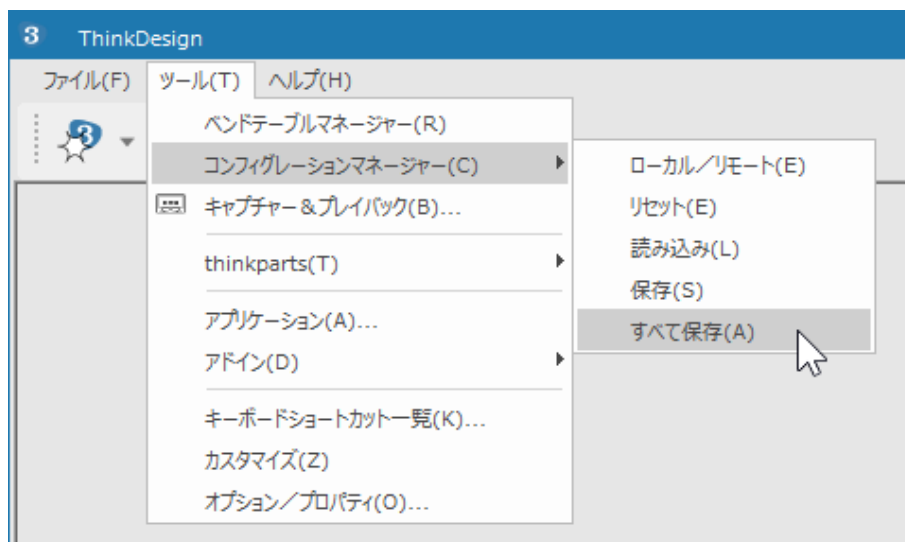 3 ThinkDesign
ファイル(F) ツール(T) ヘルプ(H)
3
ベンドテーブルマネージャー(R)
コンフィグレーションマネージャー(C)
キャプチャー&プレイバック(B)...
thinkparts(T)
アプリケーション(A)...
アドイン(D)
キーボードショートカット一覧(K)...
カスタマイズ(Z)
オプション／プロパティ(O)...
ローカル／リモート(E)
リセット(E)
読み込み(L)
保存(S)
すべて保存(A)